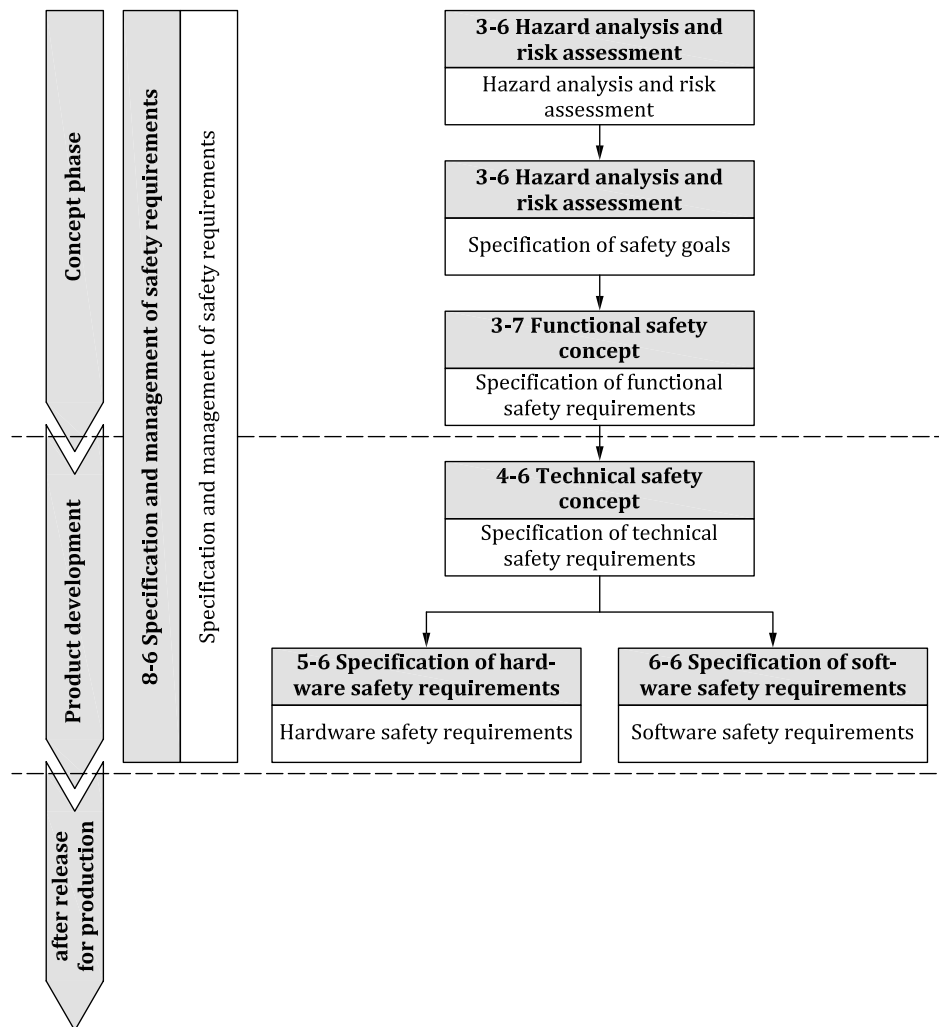 Concept phase
Product development
after release
for production
8-6 Specification and management of safety requirements
Specification and management of safety requirements
3-6 Hazard analysis and
risk assessment
Hazard analysis and risk
assessment
3-6 Hazard analysis and
risk assessment
Specification of safety goals
3-7 Functional safety
concept
Specification of functional
safety requirements
4-6 Technical safety
concept
Specification of technical
safety requirements
5-6 Specification of hard-
ware safety requirements
Hardware safety requirements
6-6 Specification of soft-
ware safety requirements
Software safety requirements